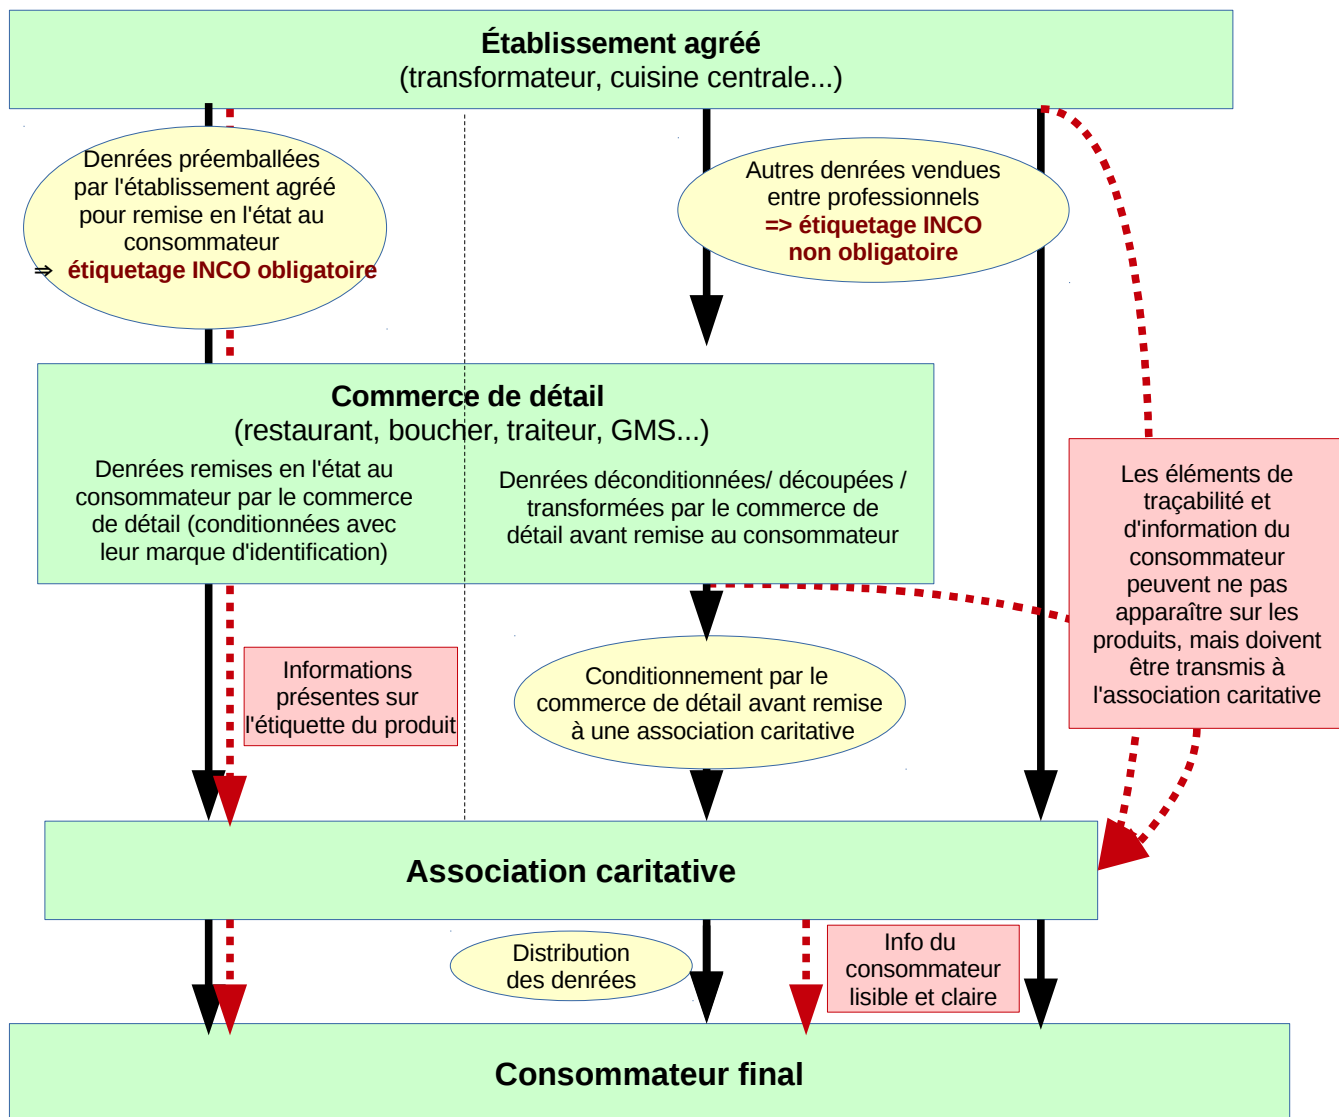 Établissement agréé
(transformateur, cuisine centrale...)
Denrées préemballées
par l'établissement agréé
pour remise en l'état au
consommateur
⇒ étiquetage INCO obligatoire
Autres denrées vendues
entre professionnels
=> étiquetage INCO
non obligatoire
Commerce de détail
(restaurant, boucher, traiteur, GMS...)
Denrées remises en l'état au
consommateur par le commerce
de détail (conditionnées avec
leur marque d'identification)
Denrées déconditionnées/ découpées /
transformées par le commerce de
détail avant remise au consommateur
Les éléments de
traçabilité et
d'information du
consommateur
peuvent ne pas
apparaître sur les
produits, mais doivent
être transmis à
l'association caritative
Informations
présentes sur
l'étiquette du produit
Conditionnement par le
commerce de détail avant remise
à une association caritative
Association caritative
Distribution
des denrées
Info du
consommateur
lisible et claire
Consommateur final